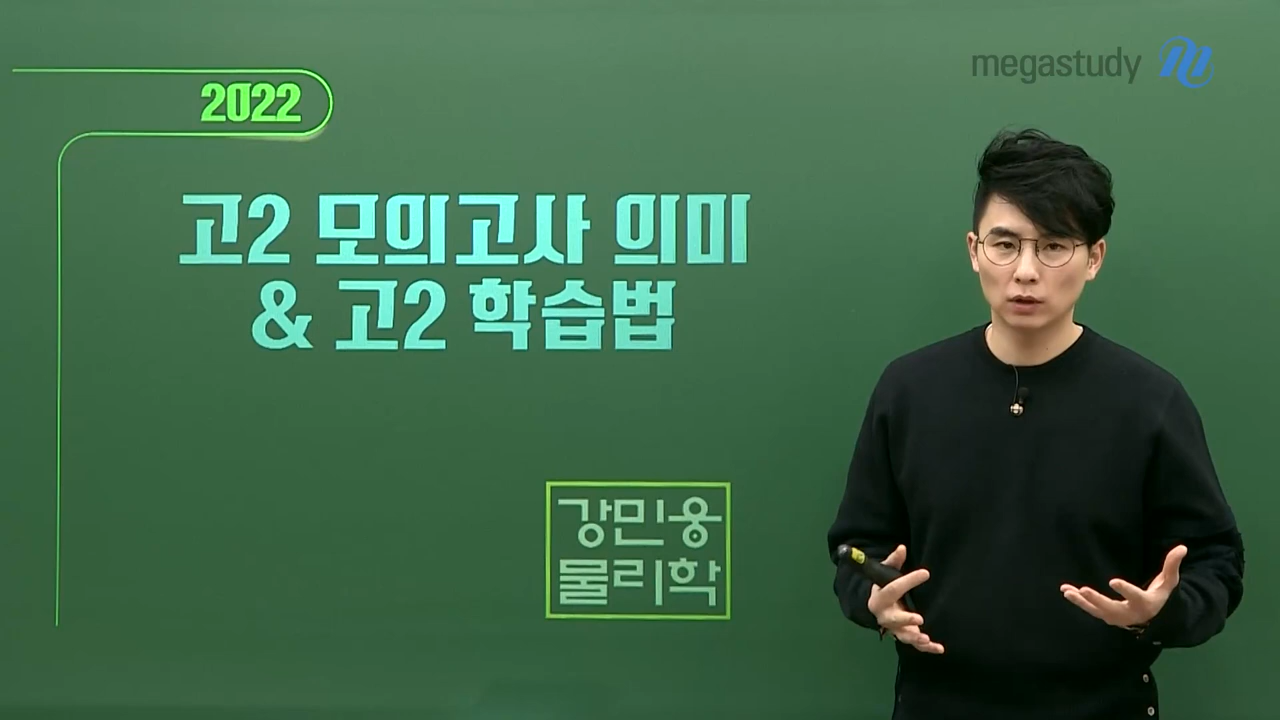 megastudy
2022
고2 모의고사 의미
& 고2 학습법
강민웅
물리학